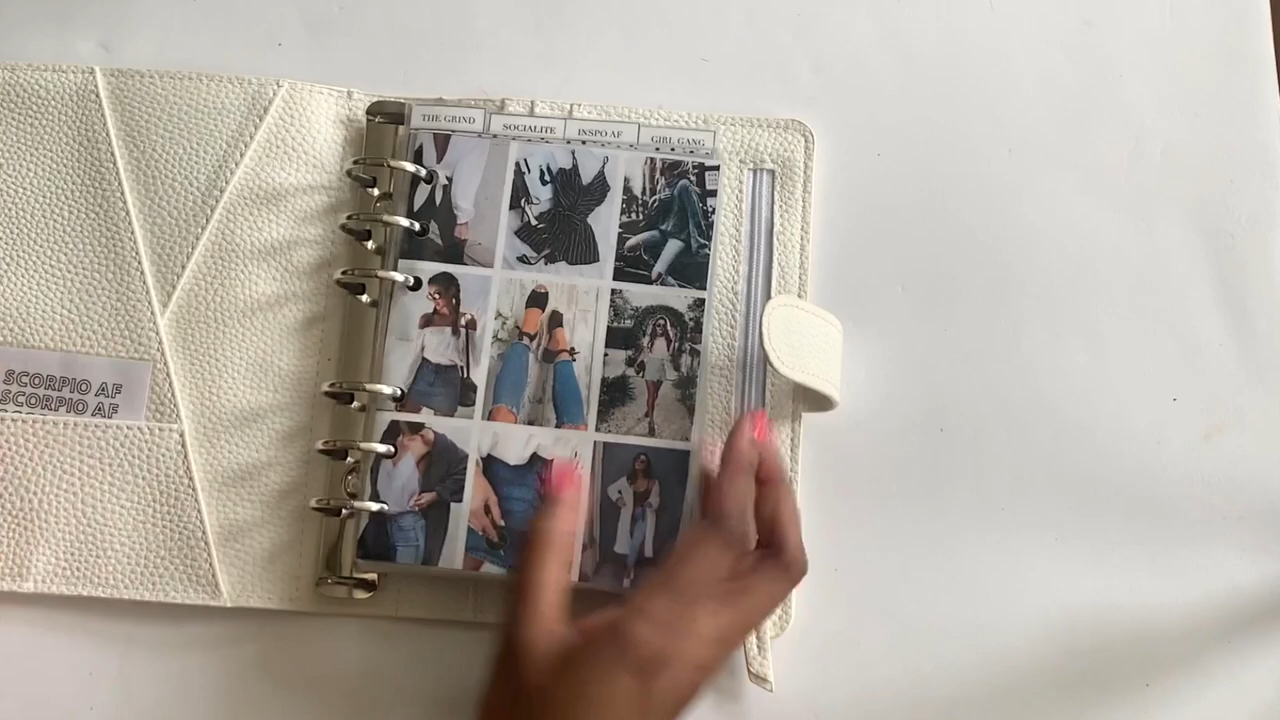 THE GRIND
SOCIALITE
INSPO AF
GIRL GANG
SCORPIO AF
SCORPIO AF